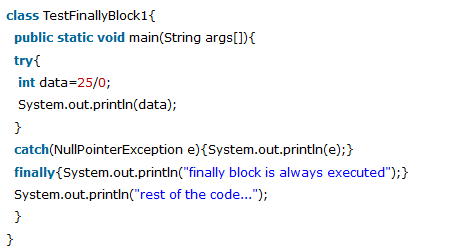 class TestFinallyBlock1{
public static void main(String args[]){
try{
int data=25/0;
System.out.println(data);
}
catch(NullPointerException e){System.out.println(e);}
finally{System.out.println("finally block is always executed");}
System.out.println("rest of the code...");
}
}